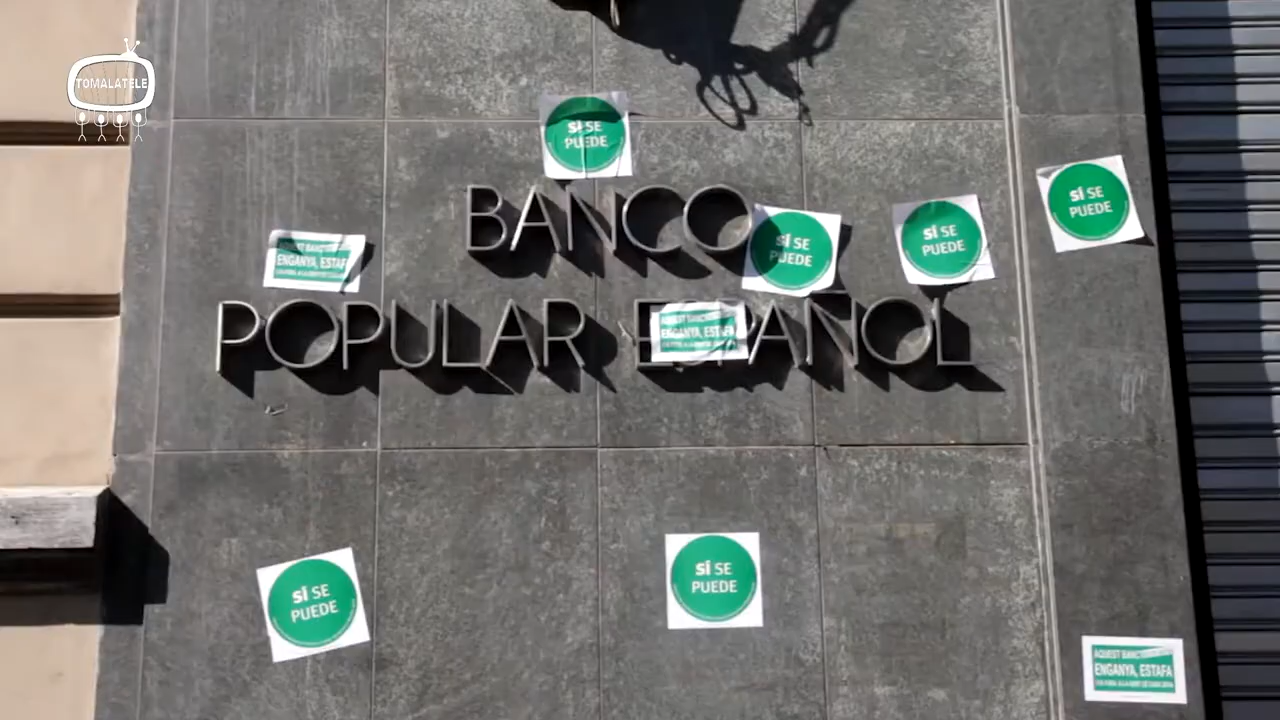 TOMALATELE
sí SE
PUEDE
BANCO
sí SE
PUEDE
sí SE
PUEDE
sí SE
PUEDE
AQUEST BANC
ENGANYA, ESTAFA
POPULAR ESPAÑOL
ENGANYA, ESTAFA
sí SE
PUEDE
sí SE
PUEDE
AQUEST BANC
ENGANYA, ESTAFA